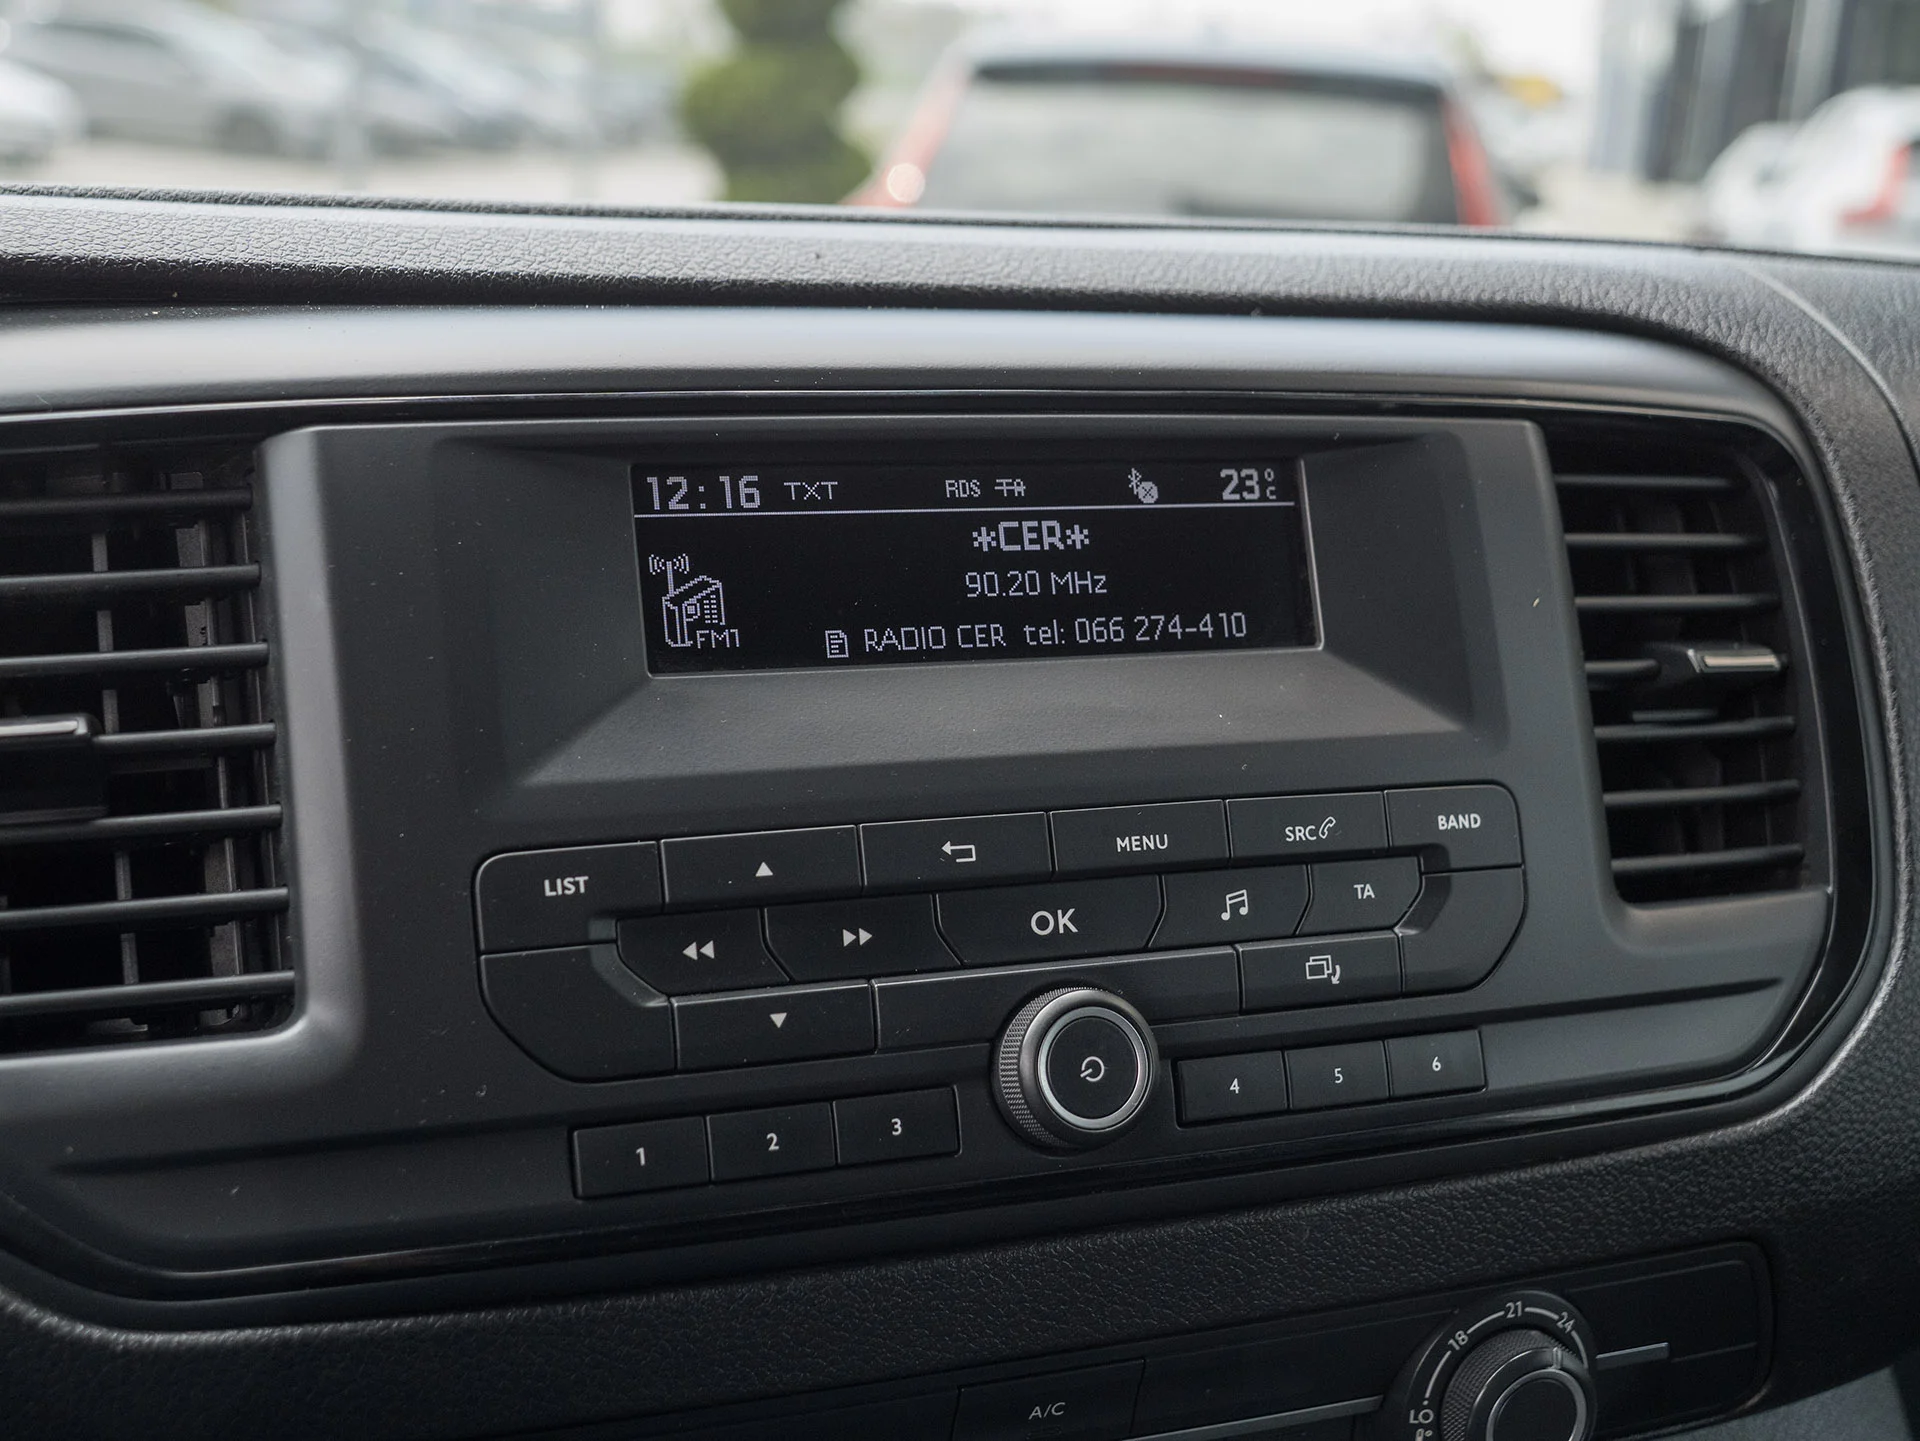 12:16 TXT RDS TA 23°C
*CER*
90.20 MHz
FM1
RADIO CER tel: 066 274-410
LIST
MENU
SRC
BAND
OK
TA
1
2
3
4
5
6
A/C
LO
18
21
24